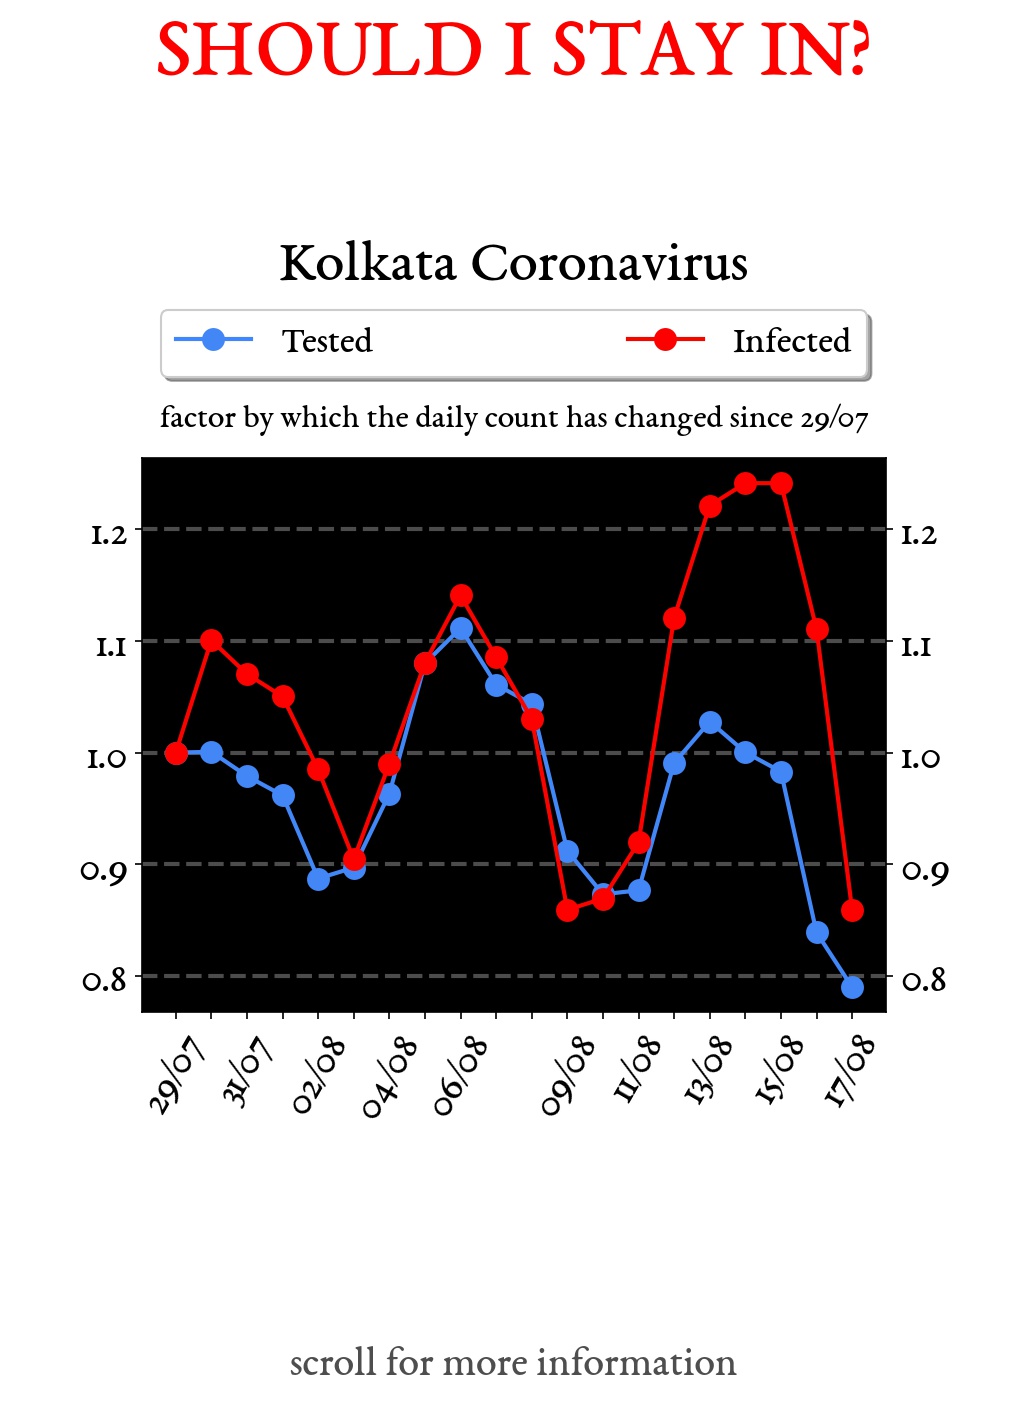 SHOULD I STAY IN?
Kolkata Coronavirus
Tested Infected
factor by which the daily count has changed since 29/07
1.2 1.2
1.1 1.1
1.0 1.0
0.9 0.9
0.8 0.8
29/07 31/07 02/08 04/08 06/08 09/08 11/08 13/08 15/08 17/08
scroll for more information